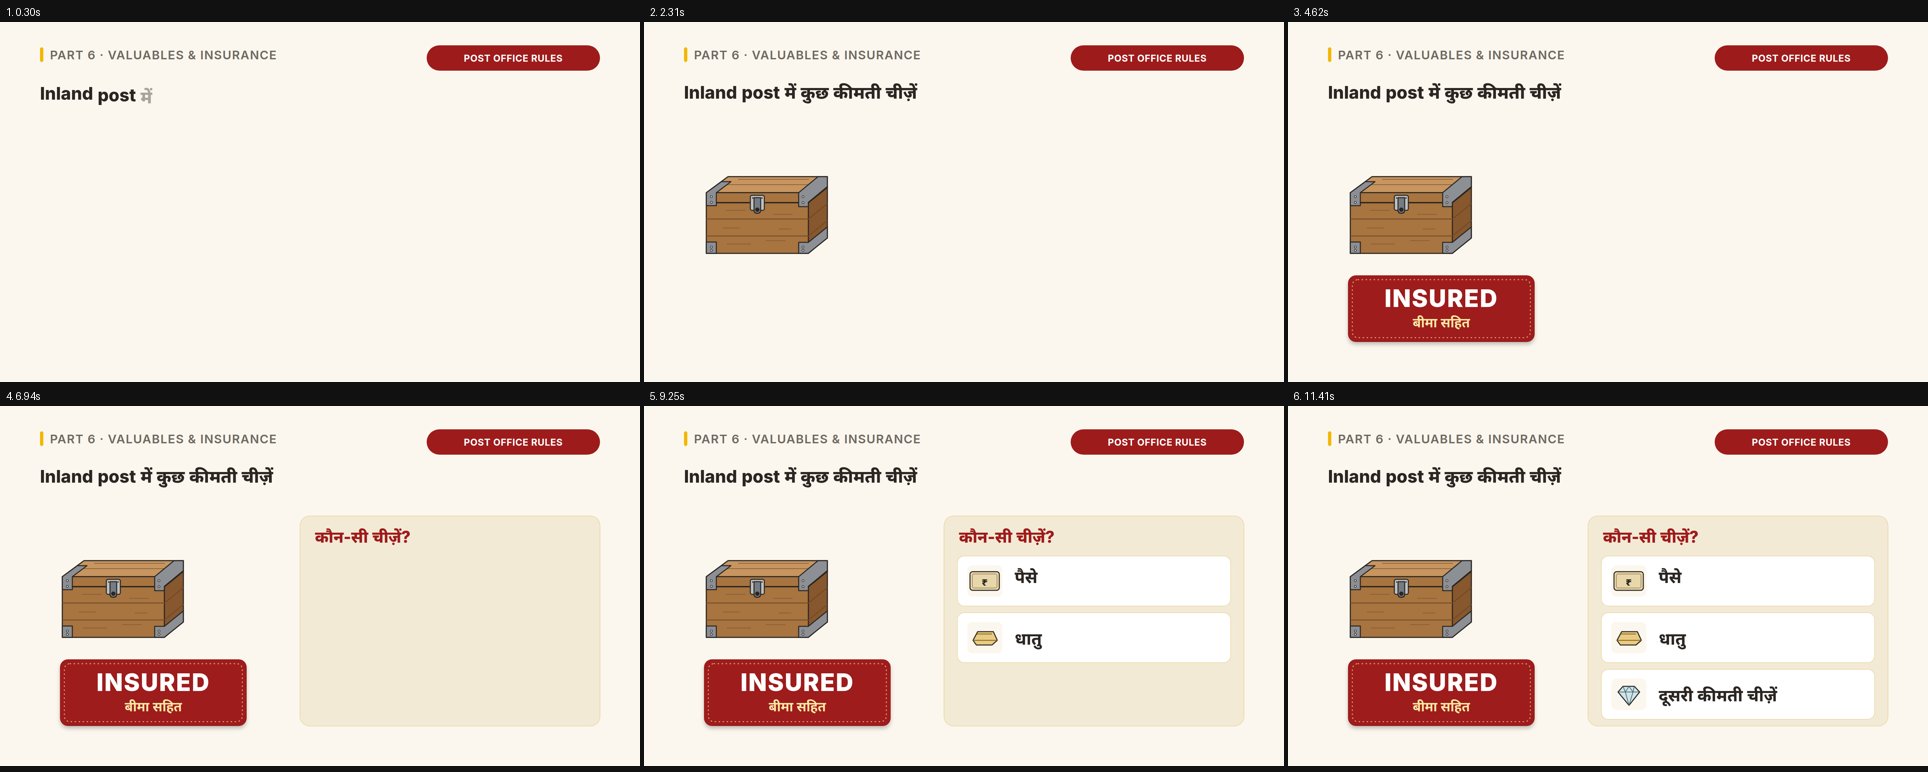 1. 0.30s
PART 6 · VALUABLES & INSURANCE
POST OFFICE RULES
Inland post में
2. 2.31s
PART 6 · VALUABLES & INSURANCE
POST OFFICE RULES
Inland post में कुछ कीमती चीज़ें
3. 4.62s
PART 6 · VALUABLES & INSURANCE
POST OFFICE RULES
Inland post में कुछ कीमती चीज़ें
INSURED
बीमा सहित
4. 6.94s
PART 6 · VALUABLES & INSURANCE
POST OFFICE RULES
Inland post में कुछ कीमती चीज़ें
INSURED
बीमा सहित
कौन-सी चीज़ें?
5. 9.25s
PART 6 · VALUABLES & INSURANCE
POST OFFICE RULES
Inland post में कुछ कीमती चीज़ें
INSURED
बीमा सहित
कौन-सी चीज़ें?
₹ पैसे
धातु
6. 11.41s
PART 6 · VALUABLES & INSURANCE
POST OFFICE RULES
Inland post में कुछ कीमती चीज़ें
INSURED
बीमा सहित
कौन-सी चीज़ें?
₹ पैसे
धातु
दूसरी कीमती चीज़ें